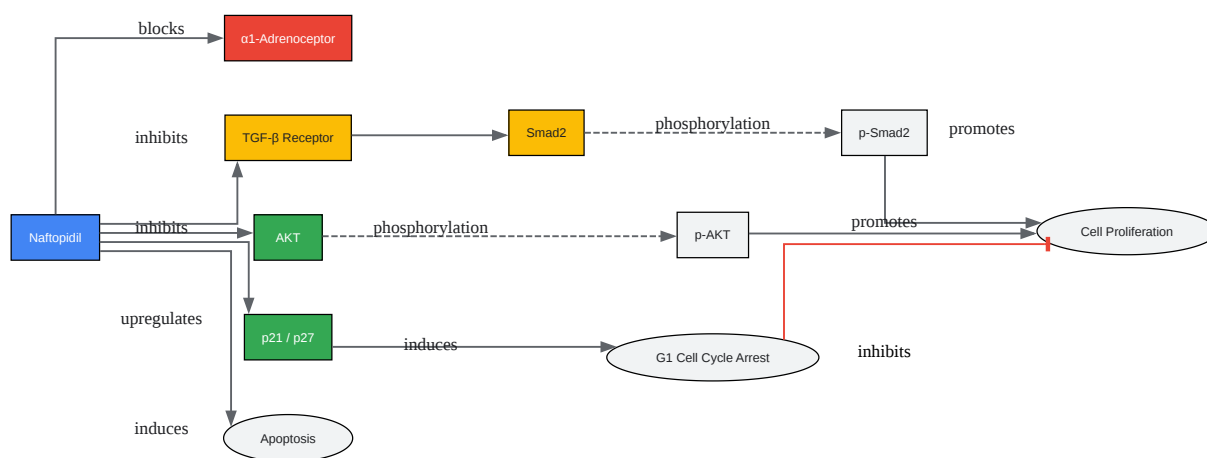 blocks
α1-Adrenoceptor
inhibits
TGF-β Receptor
Smad2
phosphorylation
p-Smad2
promotes
Naftopidil
inhibits
AKT
phosphorylation
p-AKT
promotes
Cell Proliferation
upregulates
p21 / p27
induces
G1 Cell Cycle Arrest
inhibits
induces
Apoptosis